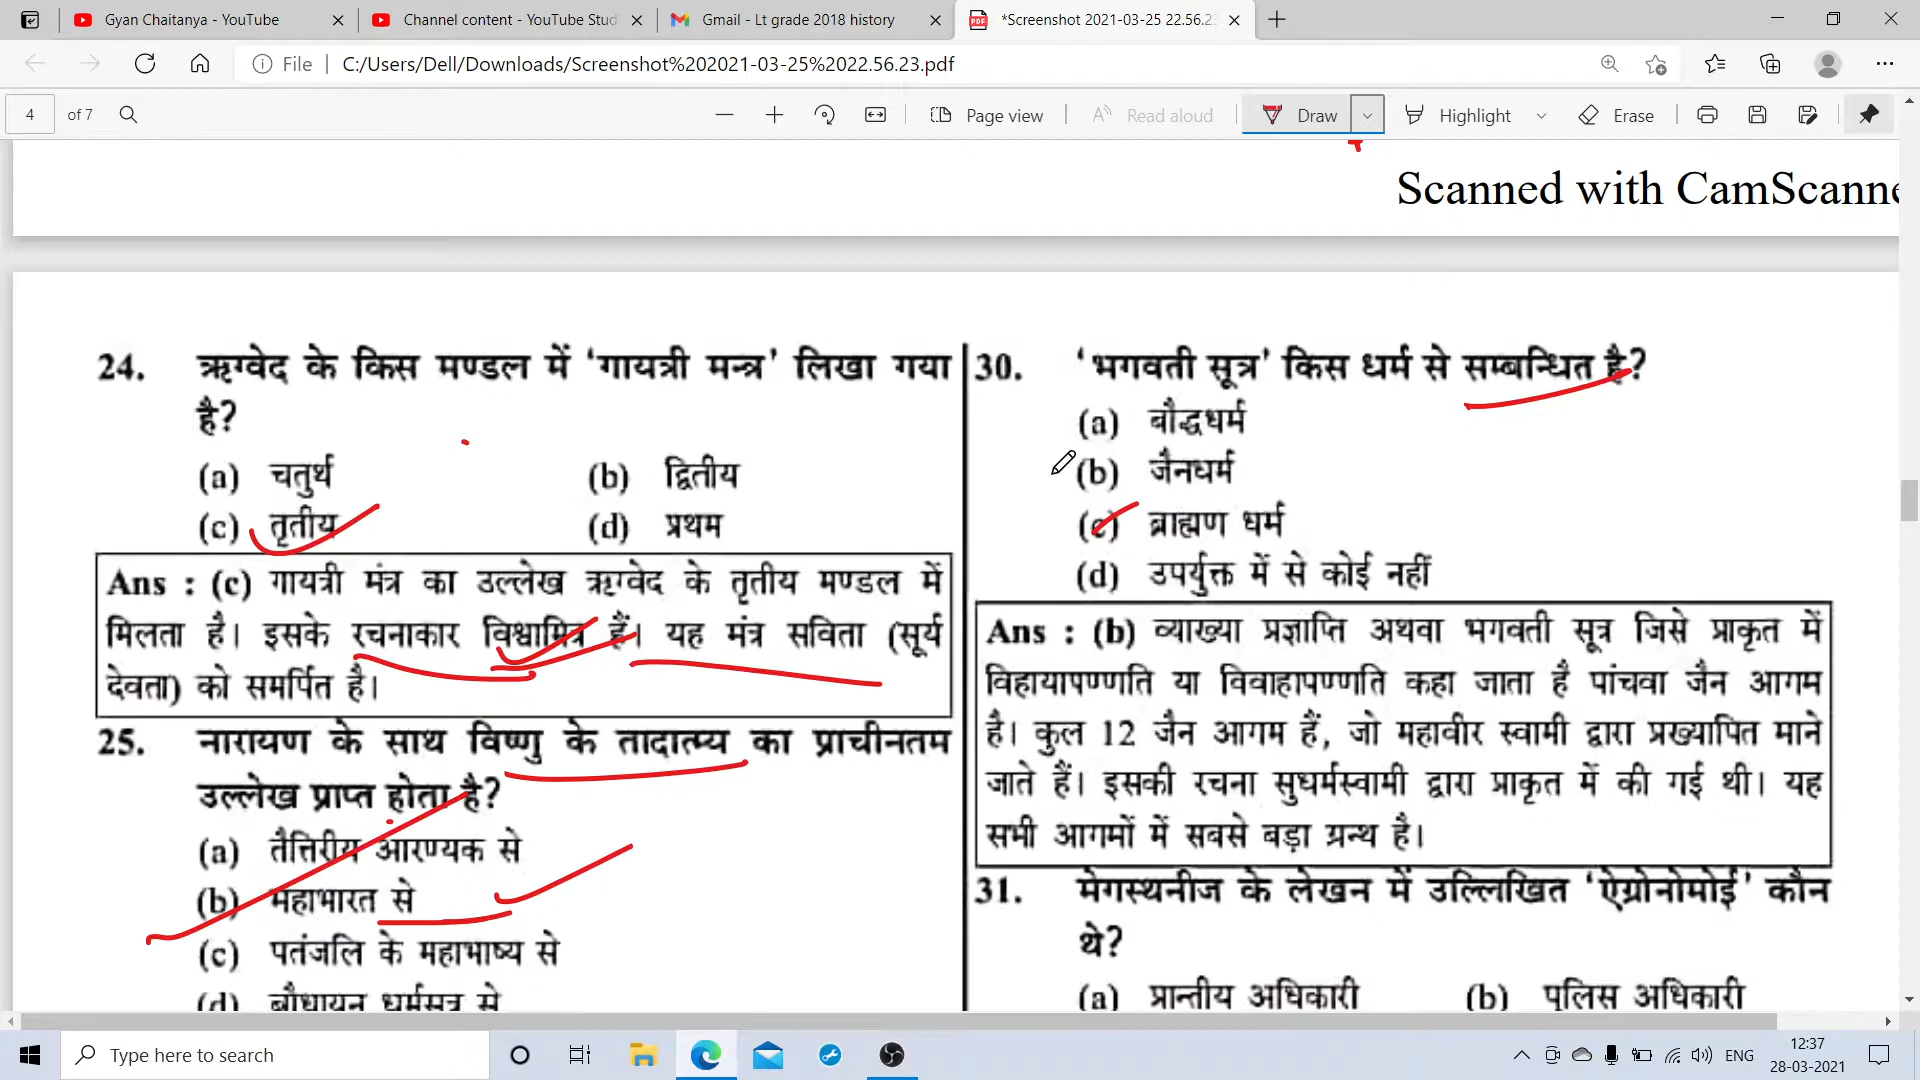 Gyan Chaitanya - YouTube
Channel content - YouTube Stud
Gmail - Lt grade 2018 history
*Screenshot 2021-03-25 22.56.23
File
C:/Users/Dell/Downloads/Screenshot%202021-03-25%2022.56.23.pdf
4 of 7
Page view
Read aloud
Draw
Highlight
Erase
Scanned with CamScanne
24. ऋग्वेद के किस मण्डल में ‘गायत्री मन्त्र’ लिखा गया
है?
(a) चतुर्थ (b) द्वितीय
(c) तृतीय (d) प्रथम
Ans : (c) गायत्री मंत्र का उल्लेख ऋग्वेद के तृतीय मण्डल में
मिलता है। इसके रचनाकार विश्वामित्र हैं। यह मंत्र सविता (सूर्य
देवता) को समर्पित है।
25. नारायण के साथ विष्णु के तादात्म्य का प्राचीनतम
उल्लेख प्राप्त होता है?
(a) तैत्तिरीय आरण्यक से
(b) महाभारत से
(c) पतंजलि के महाभाष्य से
(d) बौधायन धर्मसूत्र से
30. ‘भगवती सूत्र’ किस धर्म से सम्बन्धित है?
(a) बौद्धधर्म
(b) जैनधर्म
(c) ब्राह्मण धर्म
(d) उपर्युक्त में से कोई नहीं
Ans : (b) व्याख्या प्रज्ञाप्ति अथवा भगवती सूत्र जिसे प्राकृत में
विहायापण्णति या विवाहापण्णति कहा जाता है पांचवा जैन आगम
है। कुल 12 जैन आगम हैं, जो महावीर स्वामी द्वारा प्रख्यापित माने
जाते हैं। इसकी रचना सुधर्मस्वामी द्वारा प्राकृत में की गई थी। यह
सभी आगमों में सबसे बड़ा ग्रन्थ है।
31. मेगस्थनीज के लेखन में उल्लिखित ‘ऐग्रोनोमोई’ कौन
थे?
(a) प्रान्तीय अधिकारी (b) पुलिस अधिकारी
Type here to search
ENG
12:37
28-03-2021